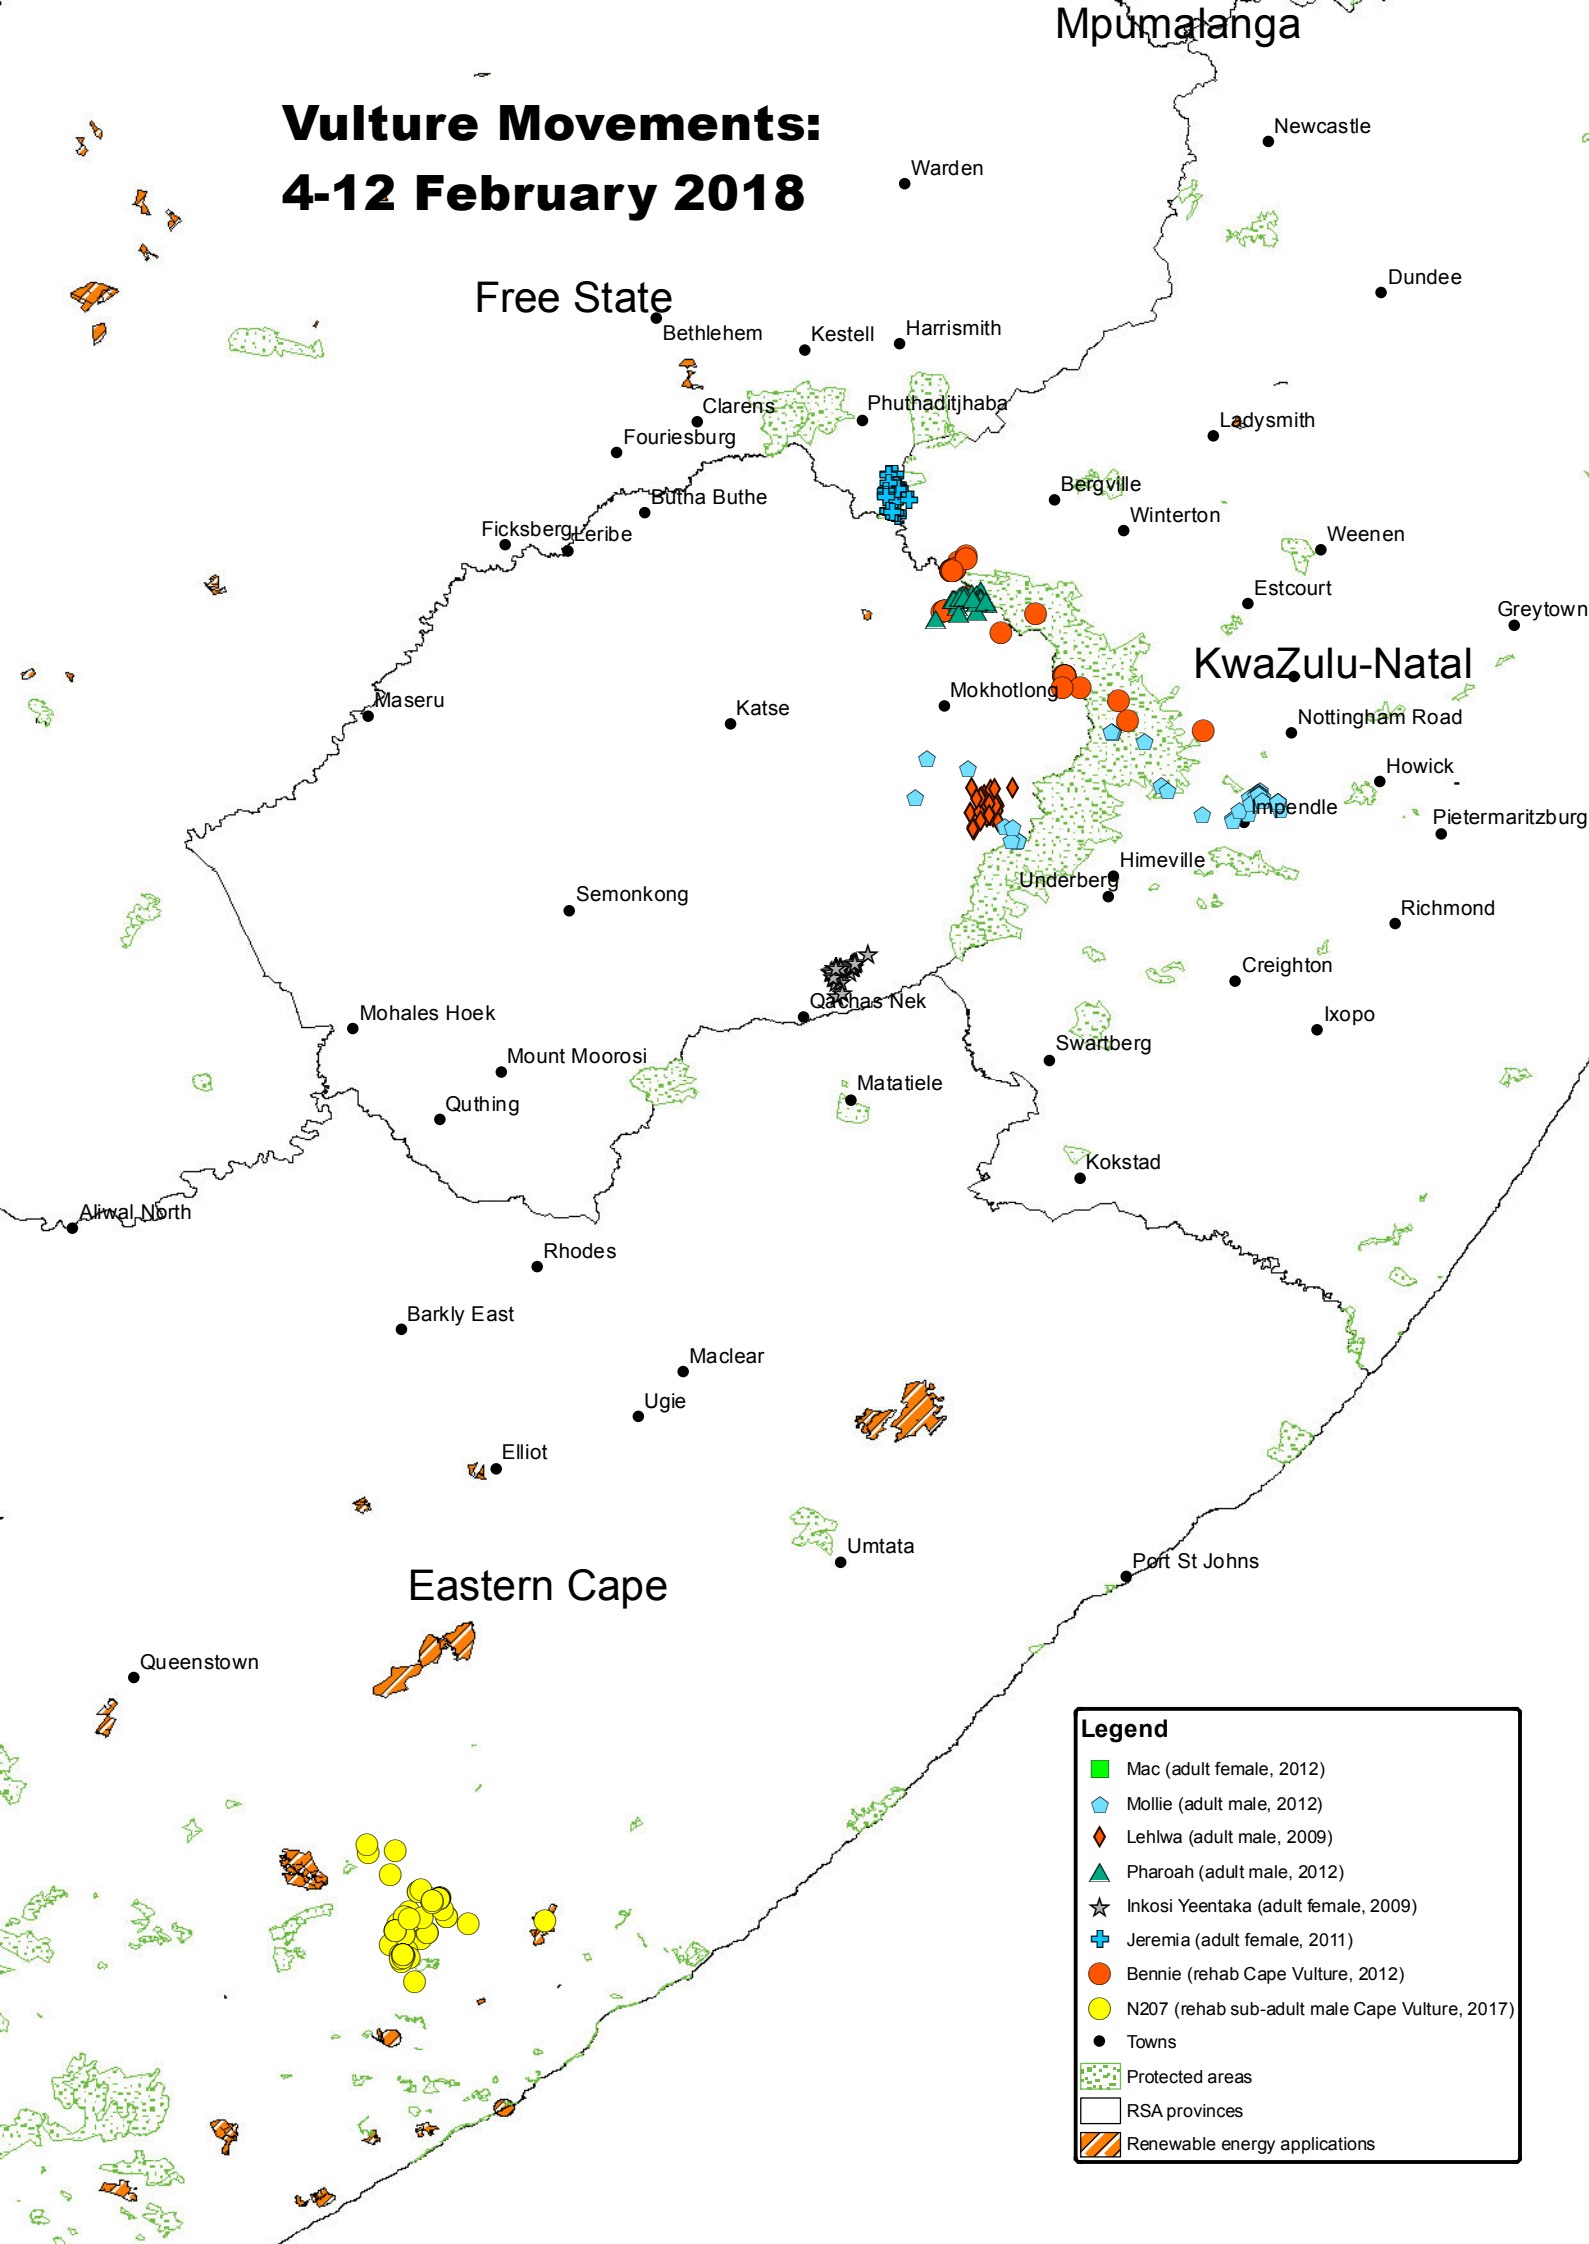 Mpumalanga
Vulture Movements:
4-12 February 2018
Newcastle
Warden
Dundee
Free State
Bethlehem
Kestell
Harrismith
Clarens
Phuthaditjhaba
Ladysmith
Fouriesburg
Butha Buthe
Bergville
Winterton
Ficksberg
Leribe
Weenen
Estcourt
Greytown
KwaZulu-Natal
Maseru
Katse
Mokhotlong
Nottingham Road
Howick
Impendle
Pietermaritzburg
Himeville
Underberg
Semonkong
Richmond
Creighton
Qachas Nek
Mohales Hoek
Ixopo
Swartberg
Mount Moorosi
Matatiele
Quthing
Kokstad
Aliwal North
Rhodes
Barkly East
Maclear
Ugie
Elliot
Umtata
Port St Johns
Eastern Cape
Queenstown
Legend
Mac (adult female, 2012)
Mollie (adult male, 2012)
Lehlwa (adult male, 2009)
Pharoah (adult male, 2012)
Inkosi Yeentaka (adult female, 2009)
Jeremia (adult female, 2011)
Bennie (rehab Cape Vulture, 2012)
N207 (rehab sub-adult male Cape Vulture, 2017)
Towns
Protected areas
RSA provinces
Renewable energy applications